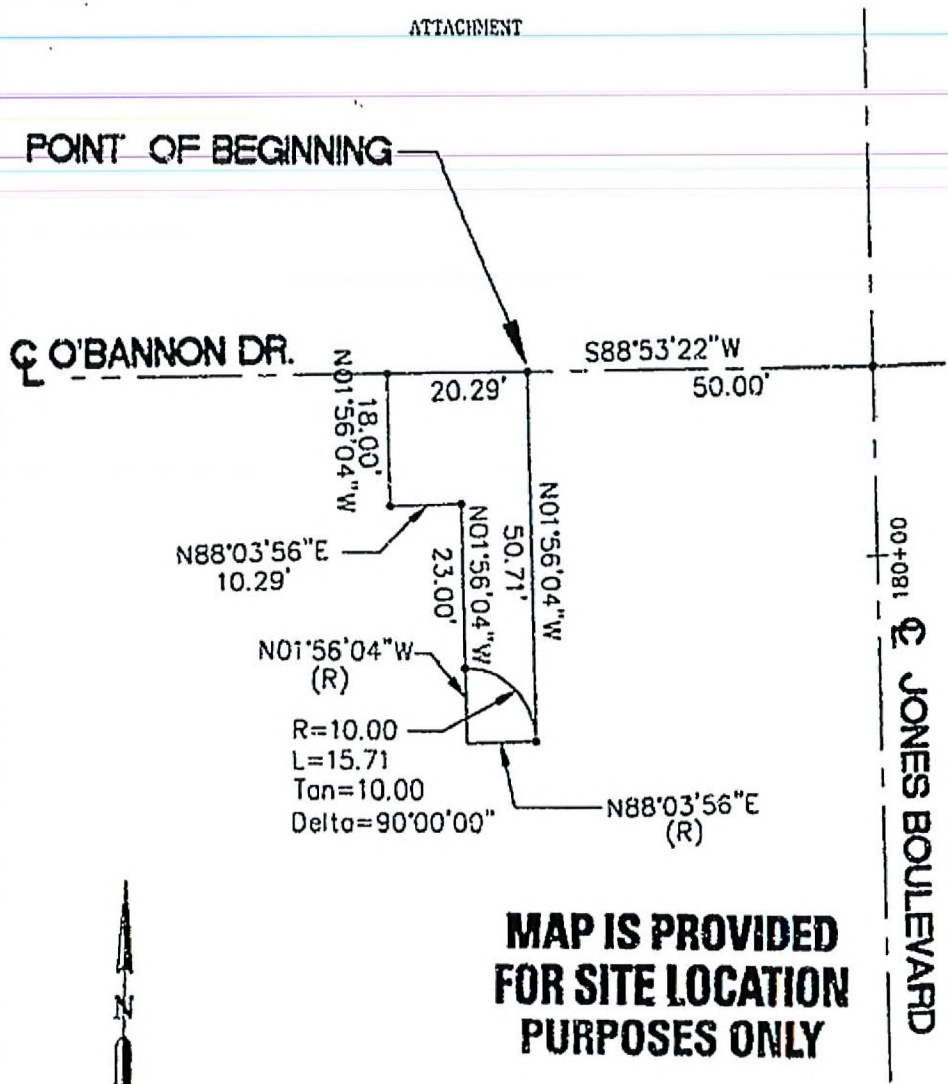 ATTACHMENT
POINT OF BEGINNING
℄ O'BANNON DR.
S88°53'22"W
50.00'
20.29'
N01°56'04"W
18.00'
N01°56'04"W
50.71'
N88°03'56"E
10.29'
N01°56'04"W
23.00'
180+00
℄ JONES BOULEVARD
N01°56'04"W
(R)
R=10.00
L=15.71
Tan=10.00
Delta=90°00'00"
N88°03'56"E
(R)
N
MAP IS PROVIDED
FOR SITE LOCATION
PURPOSES ONLY